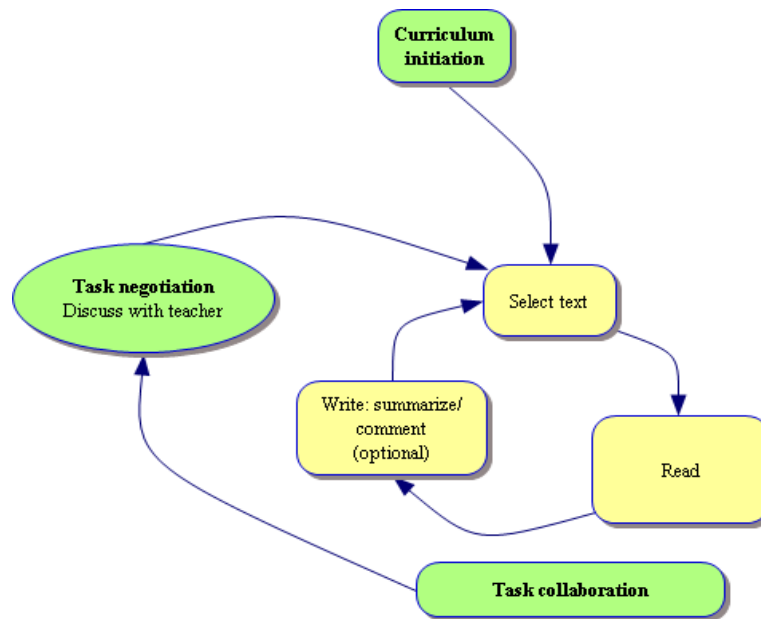 Curriculum
initiation
Task negotiation
Discuss with teacher
Select text
Write: summarize/
comment
(optional)
Read
Task collaboration